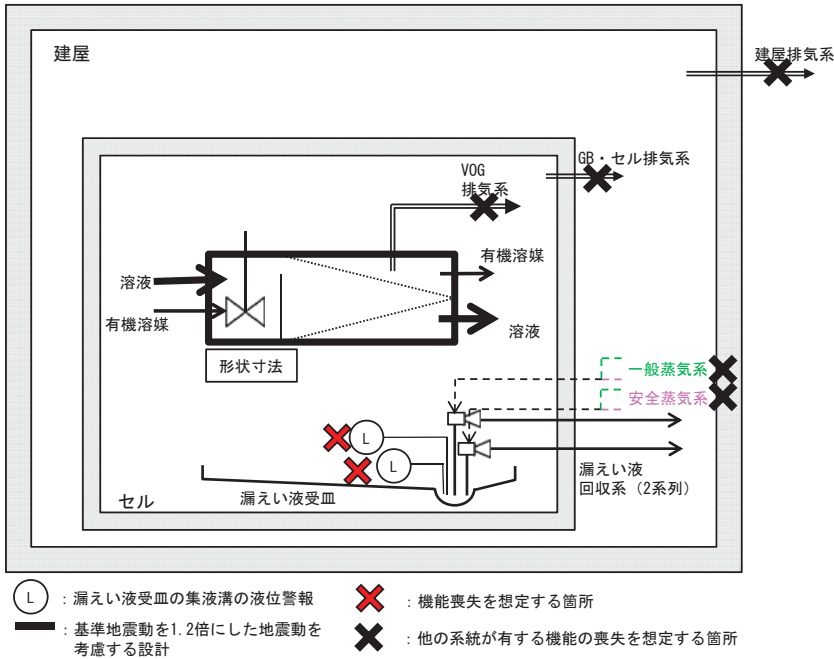 建屋
建屋排気系
GB・セル排気系
VOG
排気系
溶液
有機溶媒
有機溶媒
溶液
形状寸法
一般蒸気系
安全蒸気系
L
L
漏えい液
回収系（2系列）
漏えい液受皿
セル
L ：漏えい液受皿の集液溝の液位警報
：機能喪失を想定する箇所
：基準地震動を1.2倍にした地震動を
考慮する設計
：他の系統が有する機能の喪失を想定する箇所